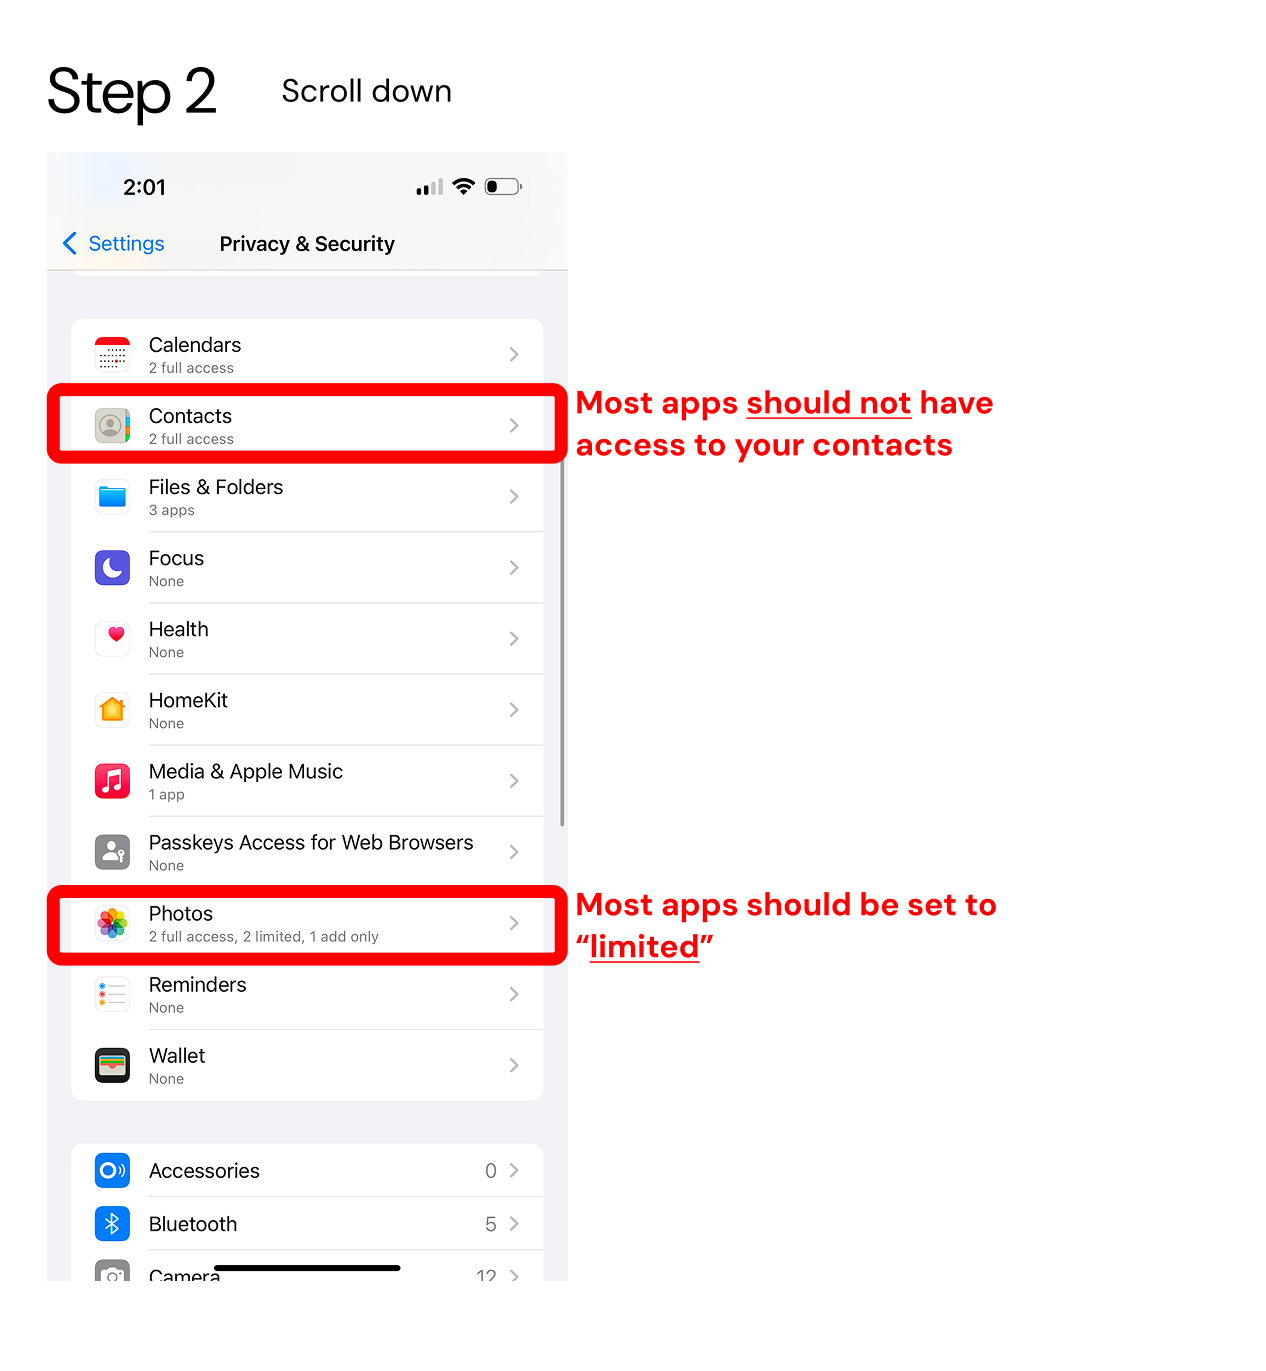 Step 2
Scroll down
2:01
Settings
Privacy & Security
Calendars
2 full access
Contacts
2 full access
Most apps should not have
access to your contacts
Files & Folders
3 apps
Focus
None
Health
None
HomeKit
None
Media & Apple Music
1 app
Passkeys Access for Web Browsers
None
Photos
2 full access, 2 limited, 1 add only
Most apps should be set to
“limited”
Reminders
None
Wallet
None
Accessories 0
Bluetooth 5
Camera 12